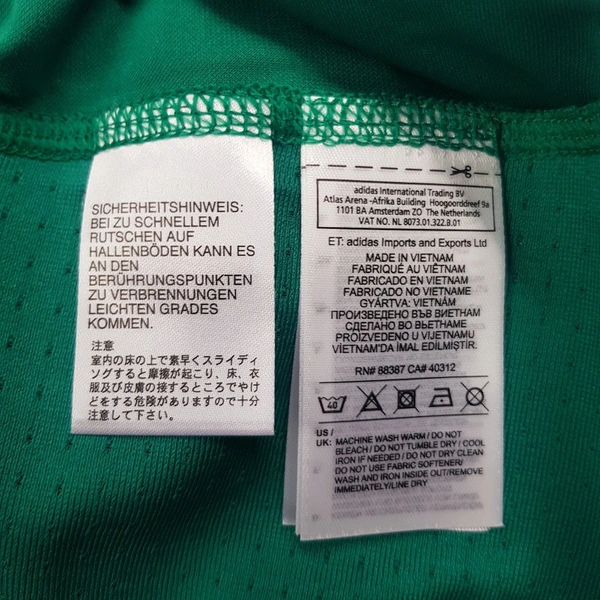 SICHERHEITSHINWEIS:
BEI ZU SCHNELLEM
RUTSCHEN AUF
HALLENBÖDEN KANN ES
AN DEN
BERÜHRUNGSPUNKTEN
ZU VERBRENNUNGEN
LEICHTEN GRADES
KOMMEN.
注意
室内の床の上で素早くスライディ
ングすると摩擦が起こり、床、衣
服及び皮膚の接するところでやけ
どをする危険がありますので十分
注意して下さい。
adidas International Trading BV
Atlas Arena -Afrika Building Hoogoorddreef 9a
1101 BA Amsterdam ZO The Netherlands
VAT NO. NL 8073.01.322.B.01
ET: adidas Imports and Exports Ltd
MADE IN VIETNAM
FABRIQUÉ AU VIÊTNAM
FABRICADO EN VIETNAM
FABRICADO NO VIETNAME
GYÁRTVA: VIETNÁM
ПРОИЗВЕДЕНО ВЪВ ВИЕТНАМ
СДЕЛАНО ВО ВЬЕТНАМ
PROIZVEDENO U VIJETNAMU
VİETNAM'DA İMAL EDİLMİŞTİR.
RN# 88387 CA# 40312
40
US /
UK: MACHINE WASH WARM / DO NOT
BLEACH / DO NOT TUMBLE DRY / COOL
IRON IF NEEDED / DO NOT DRY CLEAN
DO NOT USE FABRIC SOFTENER/
WASH AND IRON INSIDE OUT/REMOVE
IMMEDIATELY/LINE DRY